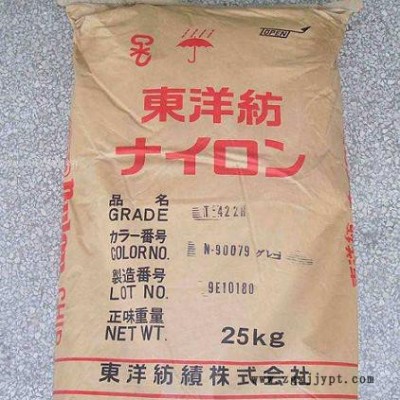 OPEN
東洋紡
ナイロン
品名
GRADE T-422H
カラー番号
COLOR NO. N-90079 グレー
製造番号
LOT NO. 9E10180
正味重量
NET WT. 25kg
東洋紡績株式会社